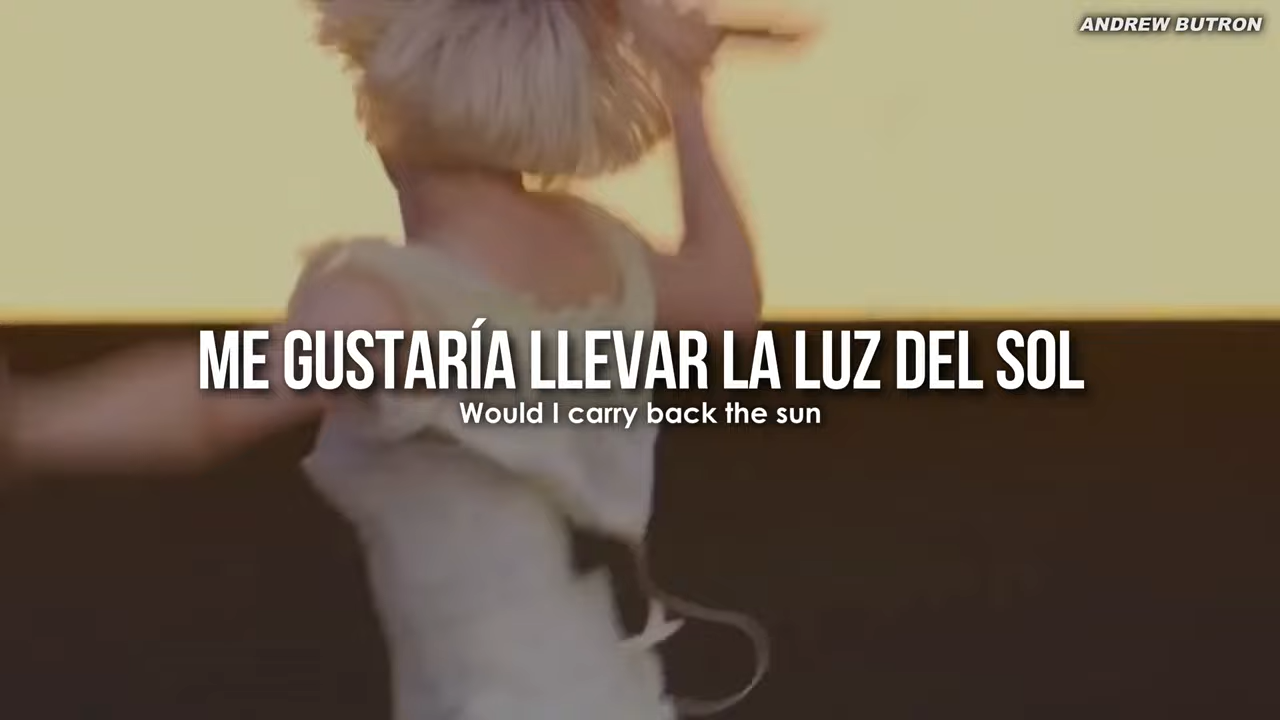 ANDREW BUTRON
ME GUSTARÍA LLEVAR LA LUZ DEL SOL
Would I carry back the sun